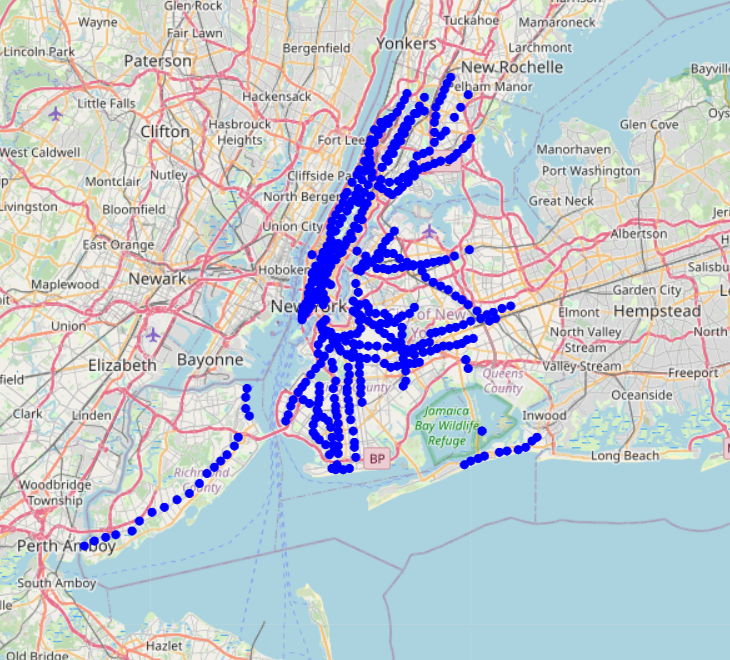 Glen Rock
Wayne
Fair Lawn
Lincoln Park
Paterson
Tuckahoe
Mamaroneck
Yonkers
Larchmont
Bergenfield
New Rochelle
Pelham Manor
Bayville
Little Falls
Hackensack
Hasbrouck
Heights
Clifton
Fort Lee
Glen Cove
Manorhaven
West Caldwell
Port Washington
Montclair
Nutley
Cliffside Pa
North Berge
Great Neck
Livingston
Bloomfield
Union City
East Orange
Albertson
Hoboken
Maplewood
Newark
Garden City
New York
Union
Elmont
Hempstead
North Valley
Stream
Elizabeth
Bayonne
Valley Stream
Queens
County
Freeport
Oceanside
Clark
Linden
Jamaica
Bay Wildlife
Refuge
Inwood
BP
Long Beach
Richmond
County
Woodbridge
Township
Perth Amboy
South Amboy
Old Bridge
Hazlet